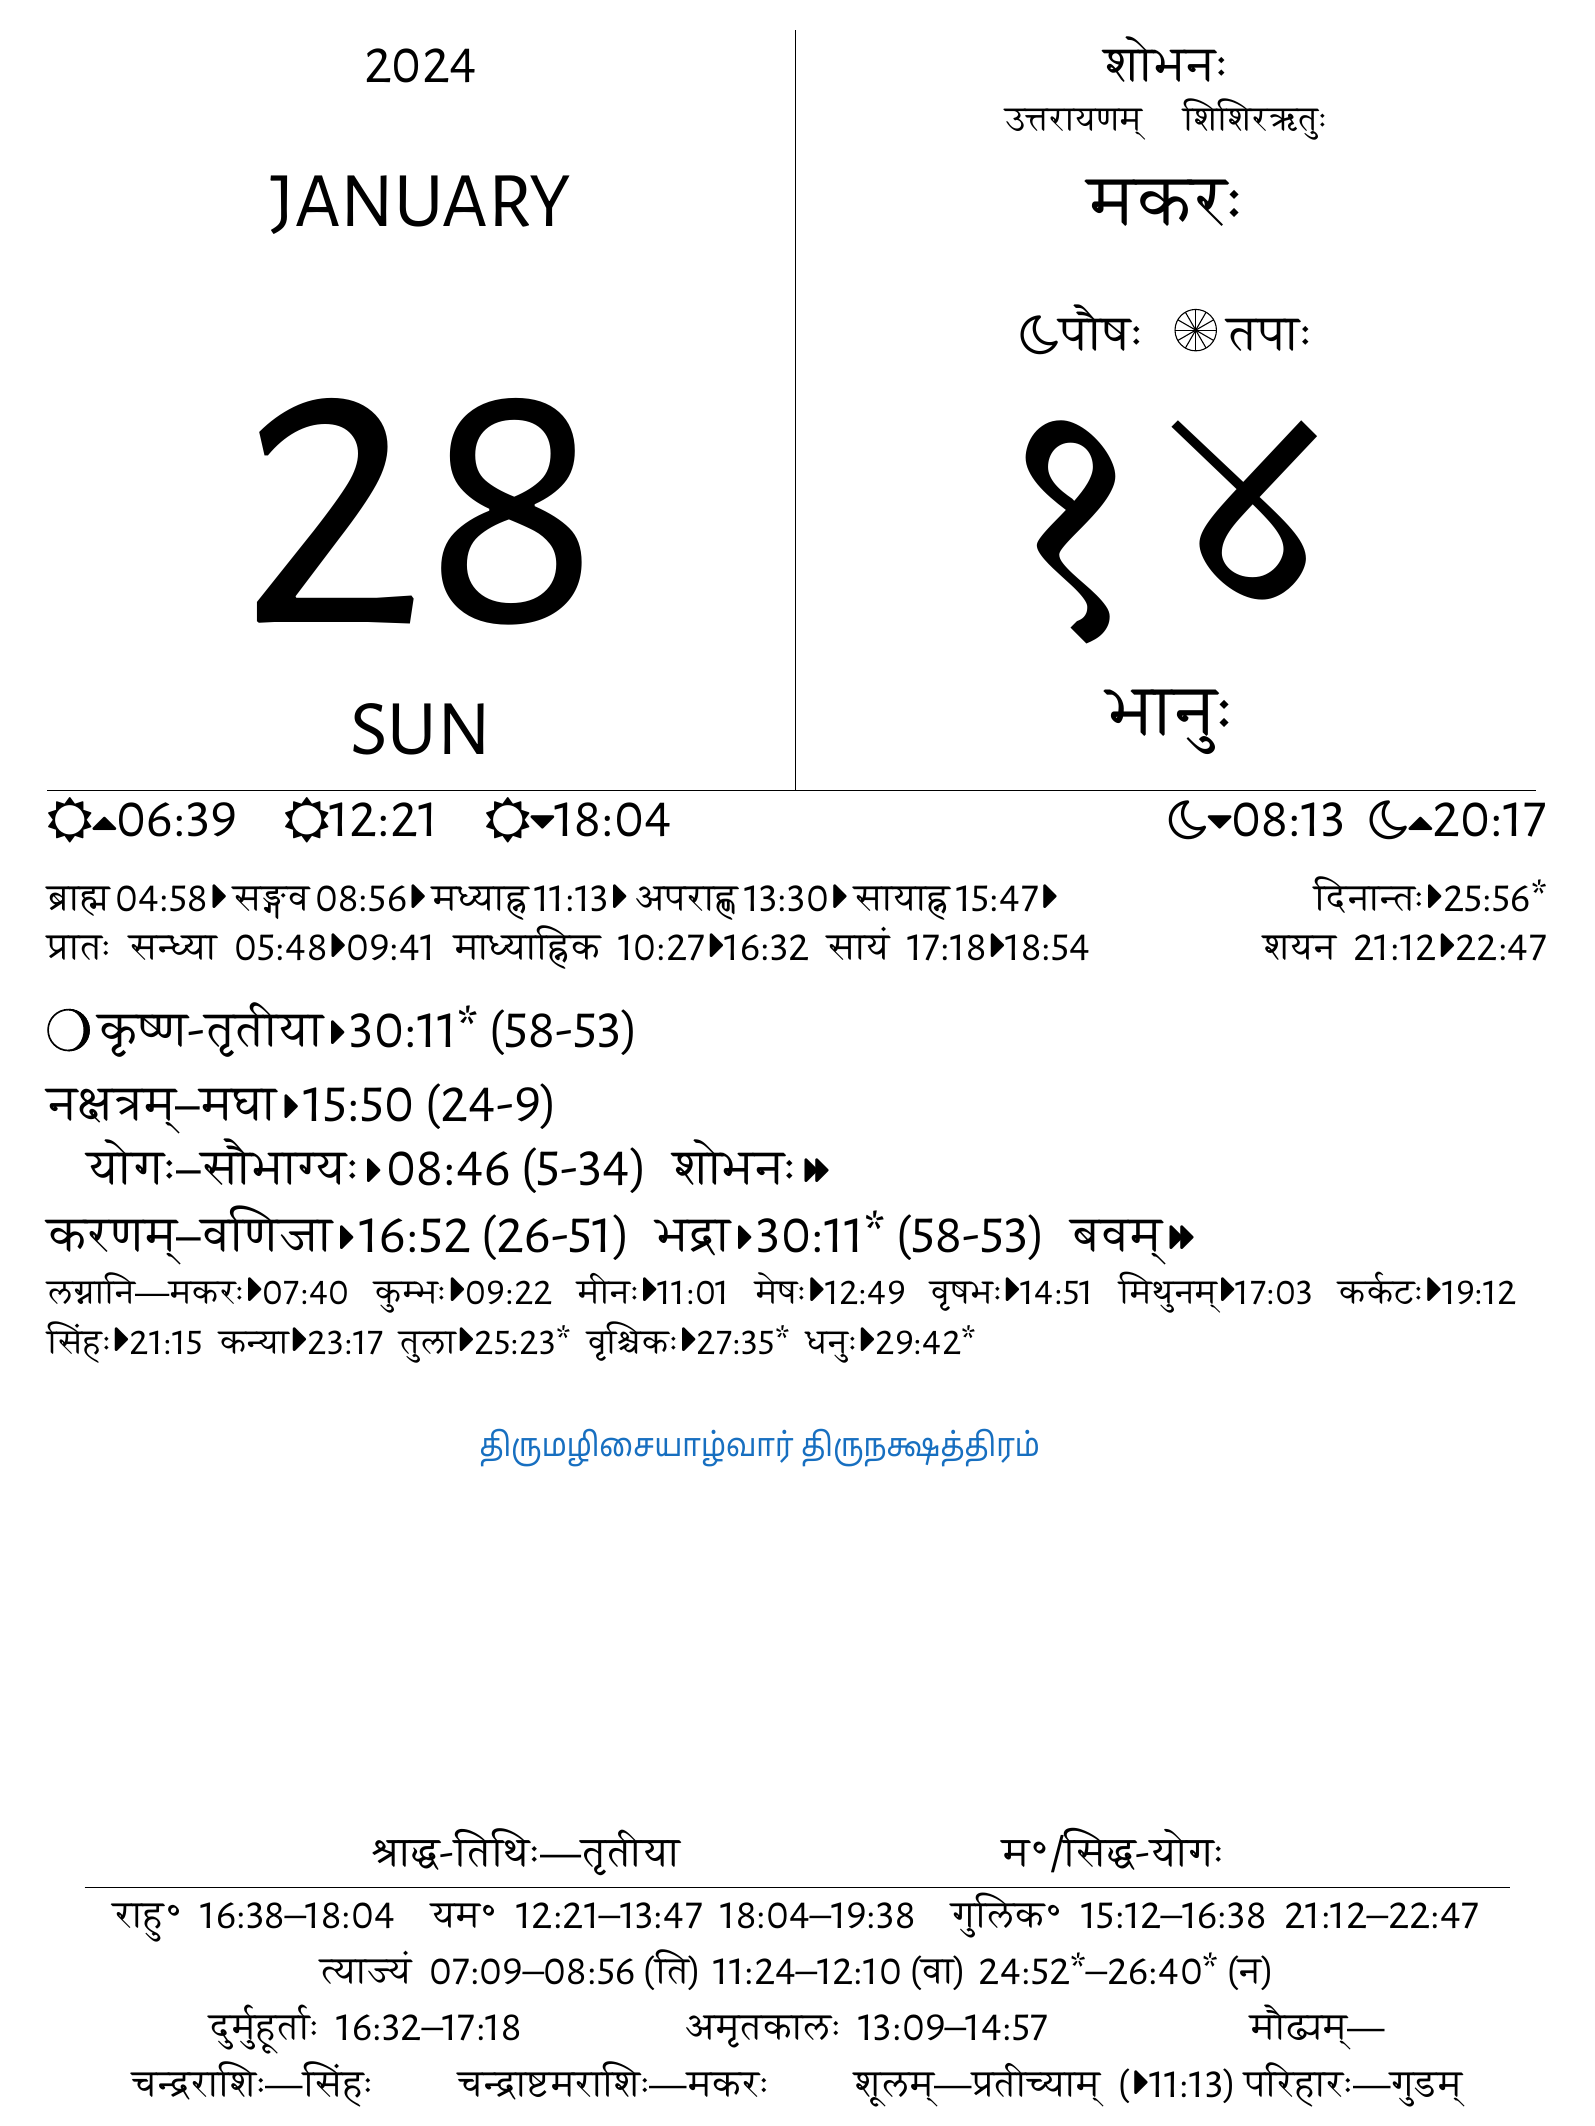 2024
JANUARY
28
SUN
शोभनः
उत्तरायणम् शिशिरऋतुः
मकरः
पौषः तपाः
१४
भानुः
06:39 12:21 18:04 08:13 20:17
ब्राह्म 04:58 सङ्गव 08:56 मध्याह्न 11:13 अपराह्ण 13:30 सायाह्न 15:47 दिनान्तः 25:56*
प्रातः सन्ध्या 05:48 09:41 माध्याह्निक 10:27 16:32 सायं 17:18 18:54 शयन 21:12 22:47
कृष्ण-तृतीया 30:11* (58-53)
नक्षत्रम्–मघा 15:50 (24-9)
योगः–सौभाग्यः 08:46 (5-34) शोभनः
करणम्–वणिजा 16:52 (26-51) भद्रा 30:11* (58-53) बवम्
लग्नानि—मकरः 07:40 कुम्भः 09:22 मीनः 11:01 मेषः 12:49 वृषभः 14:51 मिथुनम् 17:03 कर्कटः 19:12
सिंहः 21:15 कन्या 23:17 तुला 25:23* वृश्चिकः 27:35* धनुः 29:42*
திருமழிசையாழ்வார் திருநக்ஷத்திரம்
श्राद्ध-तिथिः—तृतीया म॰/सिद्ध-योगः
राहु॰ 16:38–18:04 यम॰ 12:21–13:47 18:04–19:38 गुलिक॰ 15:12–16:38 21:12–22:47
त्याज्यं 07:09–08:56 (ति) 11:24–12:10 (वा) 24:52*–26:40* (न)
दुर्मुहूर्ताः 16:32–17:18 अमृतकालः 13:09–14:57 मौढ्यम्—
चन्द्रराशिः—सिंहः चन्द्राष्टमराशिः—मकरः शूलम्—प्रतीच्याम् (11:13) परिहारः—गुडम्